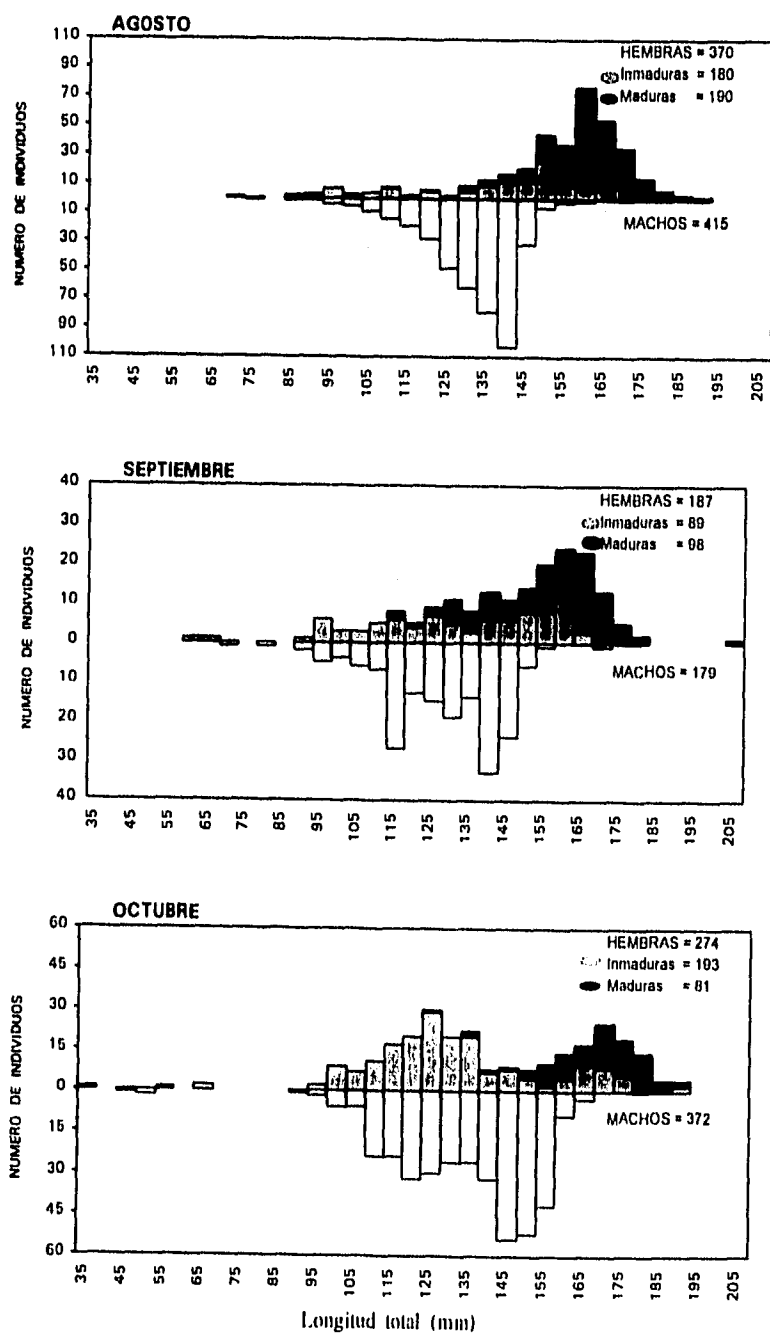 AGOSTO
110
90
70
50
30
10
10
30
50
70
90
110
NUMERO DE INDIVIDUOS
HEMBRAS = 370
Inmaduras = 180
Maduras = 190
MACHOS = 415
35 55 65 75 85 95 105 115 125 135 145 155 165 175 185 195 205
SEPTIEMBRE
40
30
20
10
0
10
20
30
40
NUMERO DE INDIVIDUOS
HEMBRAS = 187
Inmaduras = 89
Maduras = 98
MACHOS = 179
35 55 65 75 85 95 105 115 125 135 145 155 165 175 185 195 205
OCTUBRE
60
45
30
15
0
15
30
45
60
NUMERO DE INDIVIDUOS
HEMBRAS = 274
Inmaduras = 193
Maduras = 81
MACHOS = 372
35 45 55 65 75 85 95 105 115 125 135 145 155 165 175 185 195 205
Longitud total (mm)